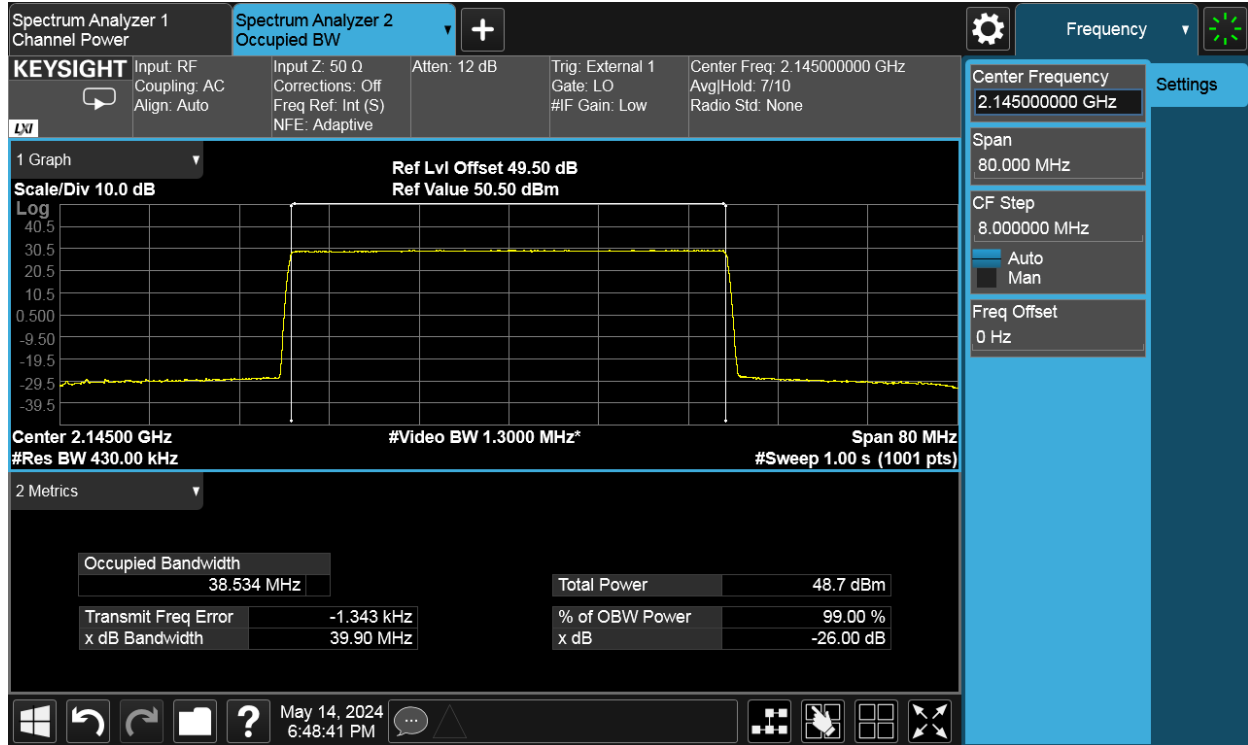 Spectrum Analyzer 1
Channel Power
Spectrum Analyzer 2
Occupied BW
Frequency
KEYSIGHT
LXI
Input: RF
Coupling: AC
Align: Auto
Input Z: 50 Ω
Corrections: Off
Freq Ref: Int (S)
NFE: Adaptive
Atten: 12 dB
Trig: External 1
Gate: LO
#IF Gain: Low
Center Freq: 2.145000000 GHz
Avg|Hold: 7/10
Radio Std: None
Center Frequency
2.145000000 GHz
Settings
Span
80.000 MHz
CF Step
8.000000 MHz
Auto
Man
Freq Offset
0 Hz
1 Graph
Scale/Div 10.0 dB
Ref Lvl Offset 49.50 dB
Ref Value 50.50 dBm
Log
40.5
30.5
20.5
10.5
0.500
-9.50
-19.5
-29.5
-39.5
Center 2.14500 GHz
#Video BW 1.3000 MHz*
Span 80 MHz
#Res BW 430.00 kHz
#Sweep 1.00 s (1001 pts)
2 Metrics
Occupied Bandwidth
38.534 MHz
Total Power 48.7 dBm
Transmit Freq Error -1.343 kHz
% of OBW Power 99.00 %
x dB Bandwidth 39.90 MHz
x dB -26.00 dB
?
May 14, 2024
6:48:41 PM